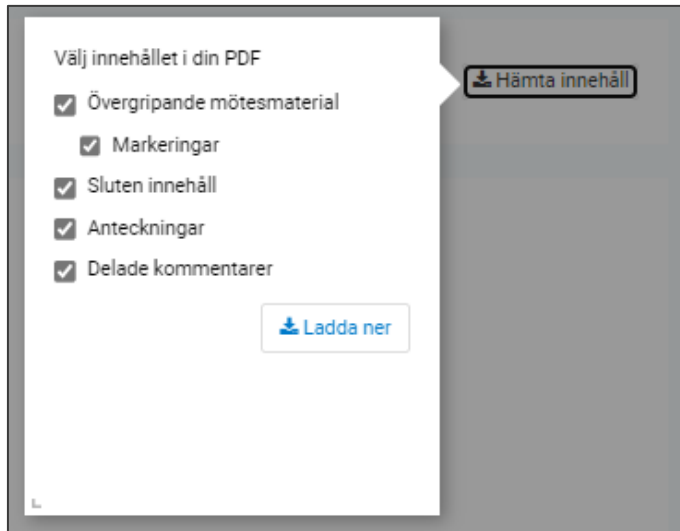 Välj innehållet i din PDF
Hämta innehåll
Övergripande mötesmaterial
Markeringar
Sluten innehåll
Anteckningar
Delade kommentarer
Ladda ner